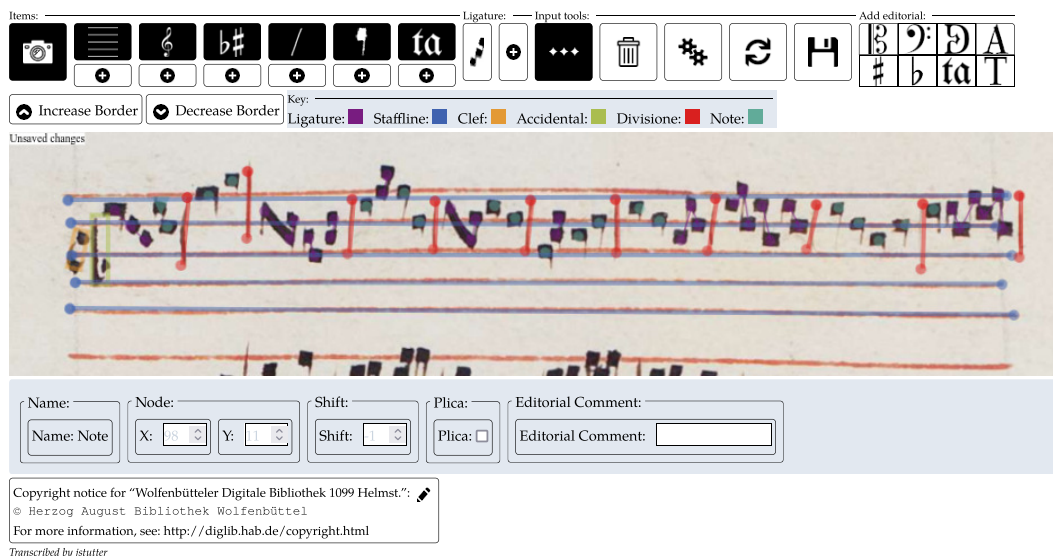 Items:
Ligature:
Input tools:
Add editorial:
ta
ta
T
A
Increase Border
Decrease Border
Key:
Ligature:
Staffline:
Clef:
Accidental:
Divisione:
Note:
Unsaved changes
Name:
Name: Note
Node:
X: 98
Y: 11
Shift:
Shift: -1
Plica:
Plica:
Editorial Comment:
Editorial Comment:
Copyright notice for “Wolfenbütteler Digitale Bibliothek 1099 Helmst.”:
© Herzog August Bibliothek Wolfenbüttel
For more information, see: http://diglib.hab.de/copyright.html
Transcribed by jstutter